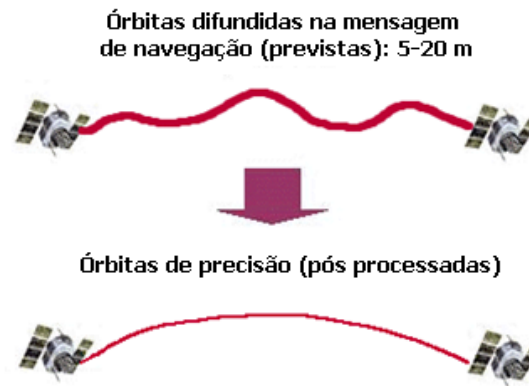 Órbitas difundidas na mensagem
de navegação (previstas): 5-20 m
Órbitas de precisão (pós processadas)